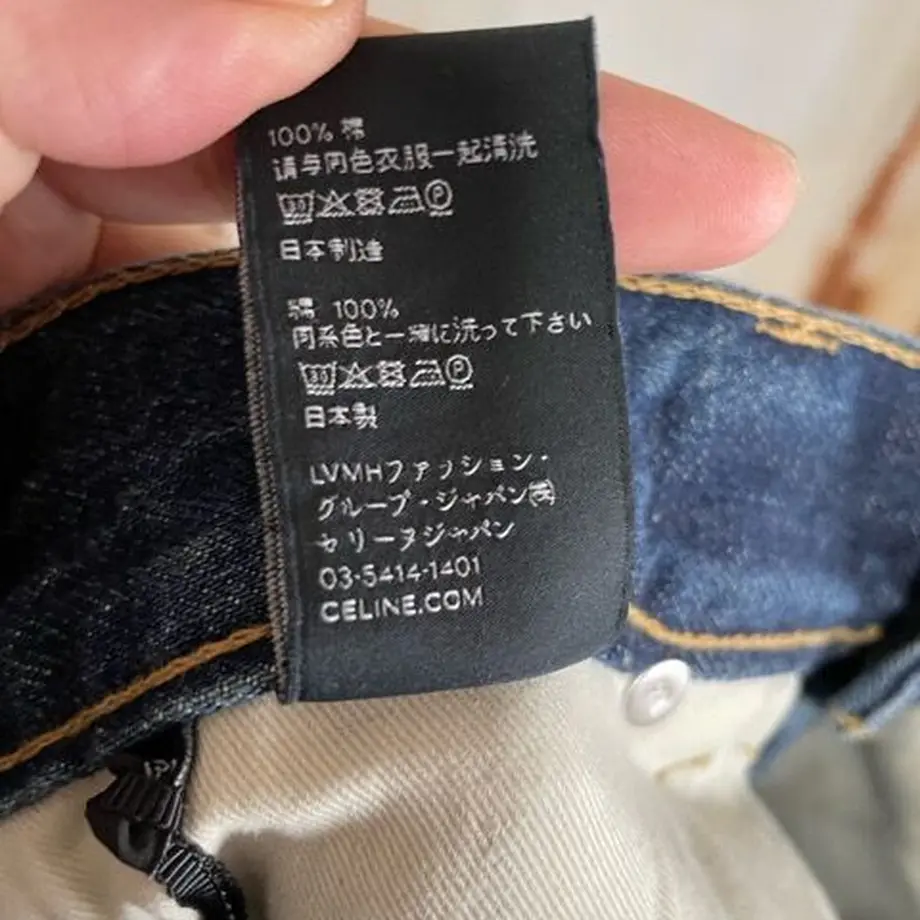 100% 棉
请与同色衣服一起清洗
日本制造
綿 100%
同系色と一緒に洗って下さい
日本製
LVMHファッション・
グループ・ジャパン㈱
セリーヌジャパン
03-5414-1401
CELINE.COM